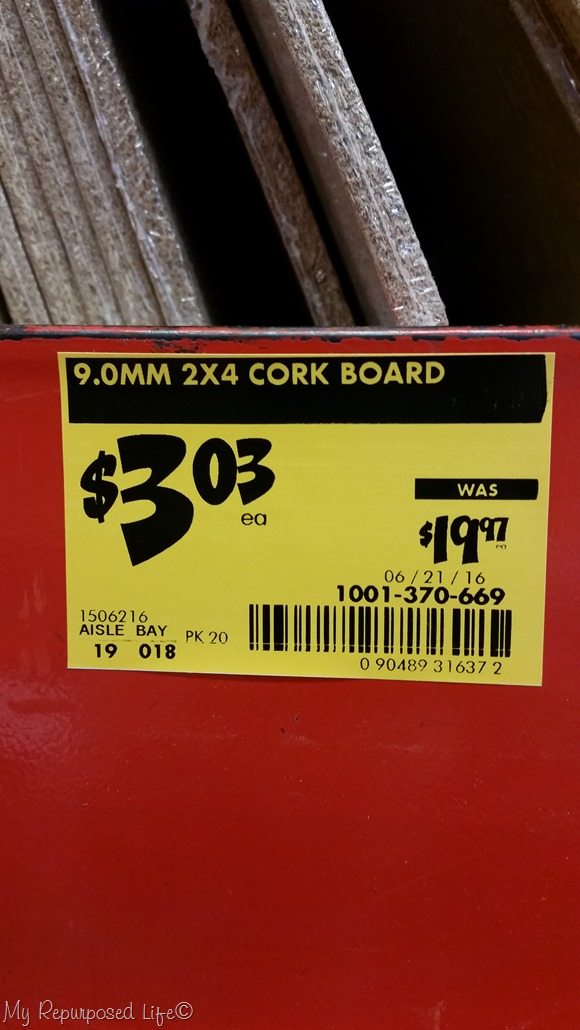 9.0MM 2X4 CORK BOARD
$3.03
ea
WAS
$19.97
ea
06/21/16
1001-370-669
1506216
AISLE BAY PK 20
19 018
0 90489 31637 2
My Repurposed Life©